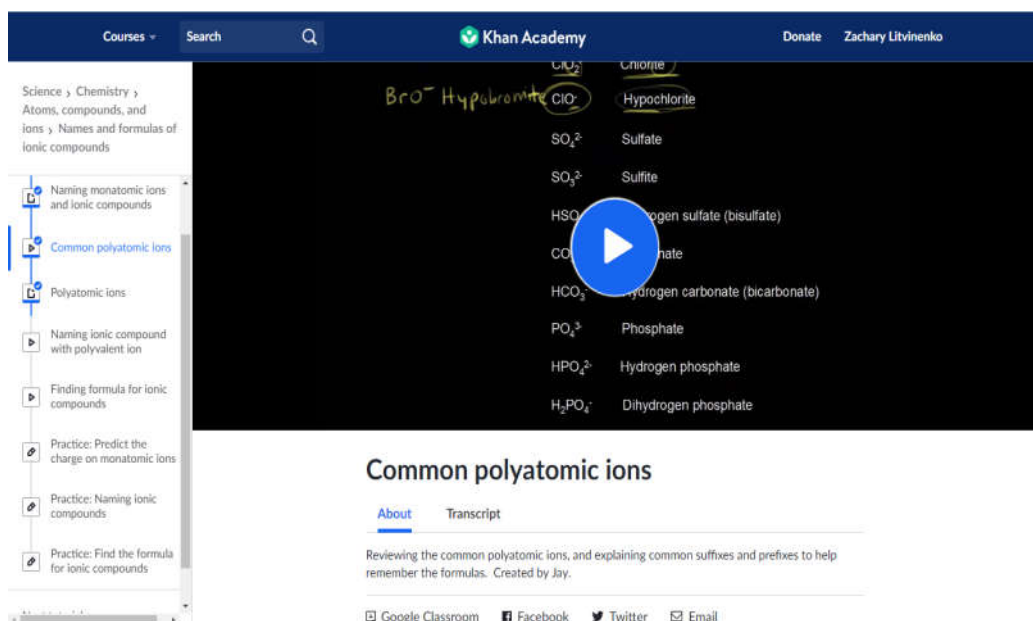 Courses Search Khan Academy Donate Zachary Litvinenko
Science > Chemistry >
Atoms, compounds, and
ions > Names and formulas of
ionic compounds
Naming monatomic ions
and ionic compounds
Common polyatomic ions
Polyatomic ions
Naming ionic compound
with polyvalent ion
Finding formula for ionic
compounds
Practice: Predict the
charge on monatomic ions
Practice: Naming ionic
compounds
Practice: Find the formula
for ionic compounds
ClO₂⁻ Chlorite
BrO⁻ Hypobromite ClO⁻ Hypochlorite
SO₄²⁻ Sulfate
SO₃²⁻ Sulfite
HSO ogen sulfate (bisulfate)
CO nate
HCO₃⁻ ydrogen carbonate (bicarbonate)
PO₄³⁻ Phosphate
HPO₄²⁻ Hydrogen phosphate
H₂PO₄⁻ Dihydrogen phosphate
Common polyatomic ions
About Transcript
Reviewing the common polyatomic ions, and explaining common suffixes and prefixes to help
remember the formulas. Created by Jay.
Google Classroom Facebook Twitter Email